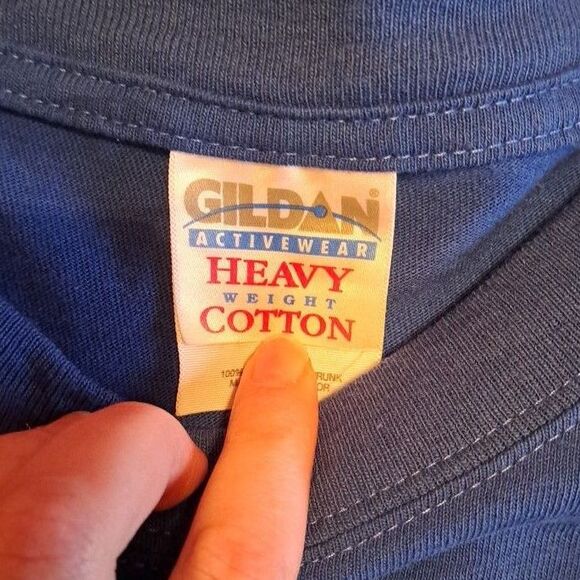 GILDAN®
ACTIVEWEAR
HEAVY
WEIGHT
COTTON
100%